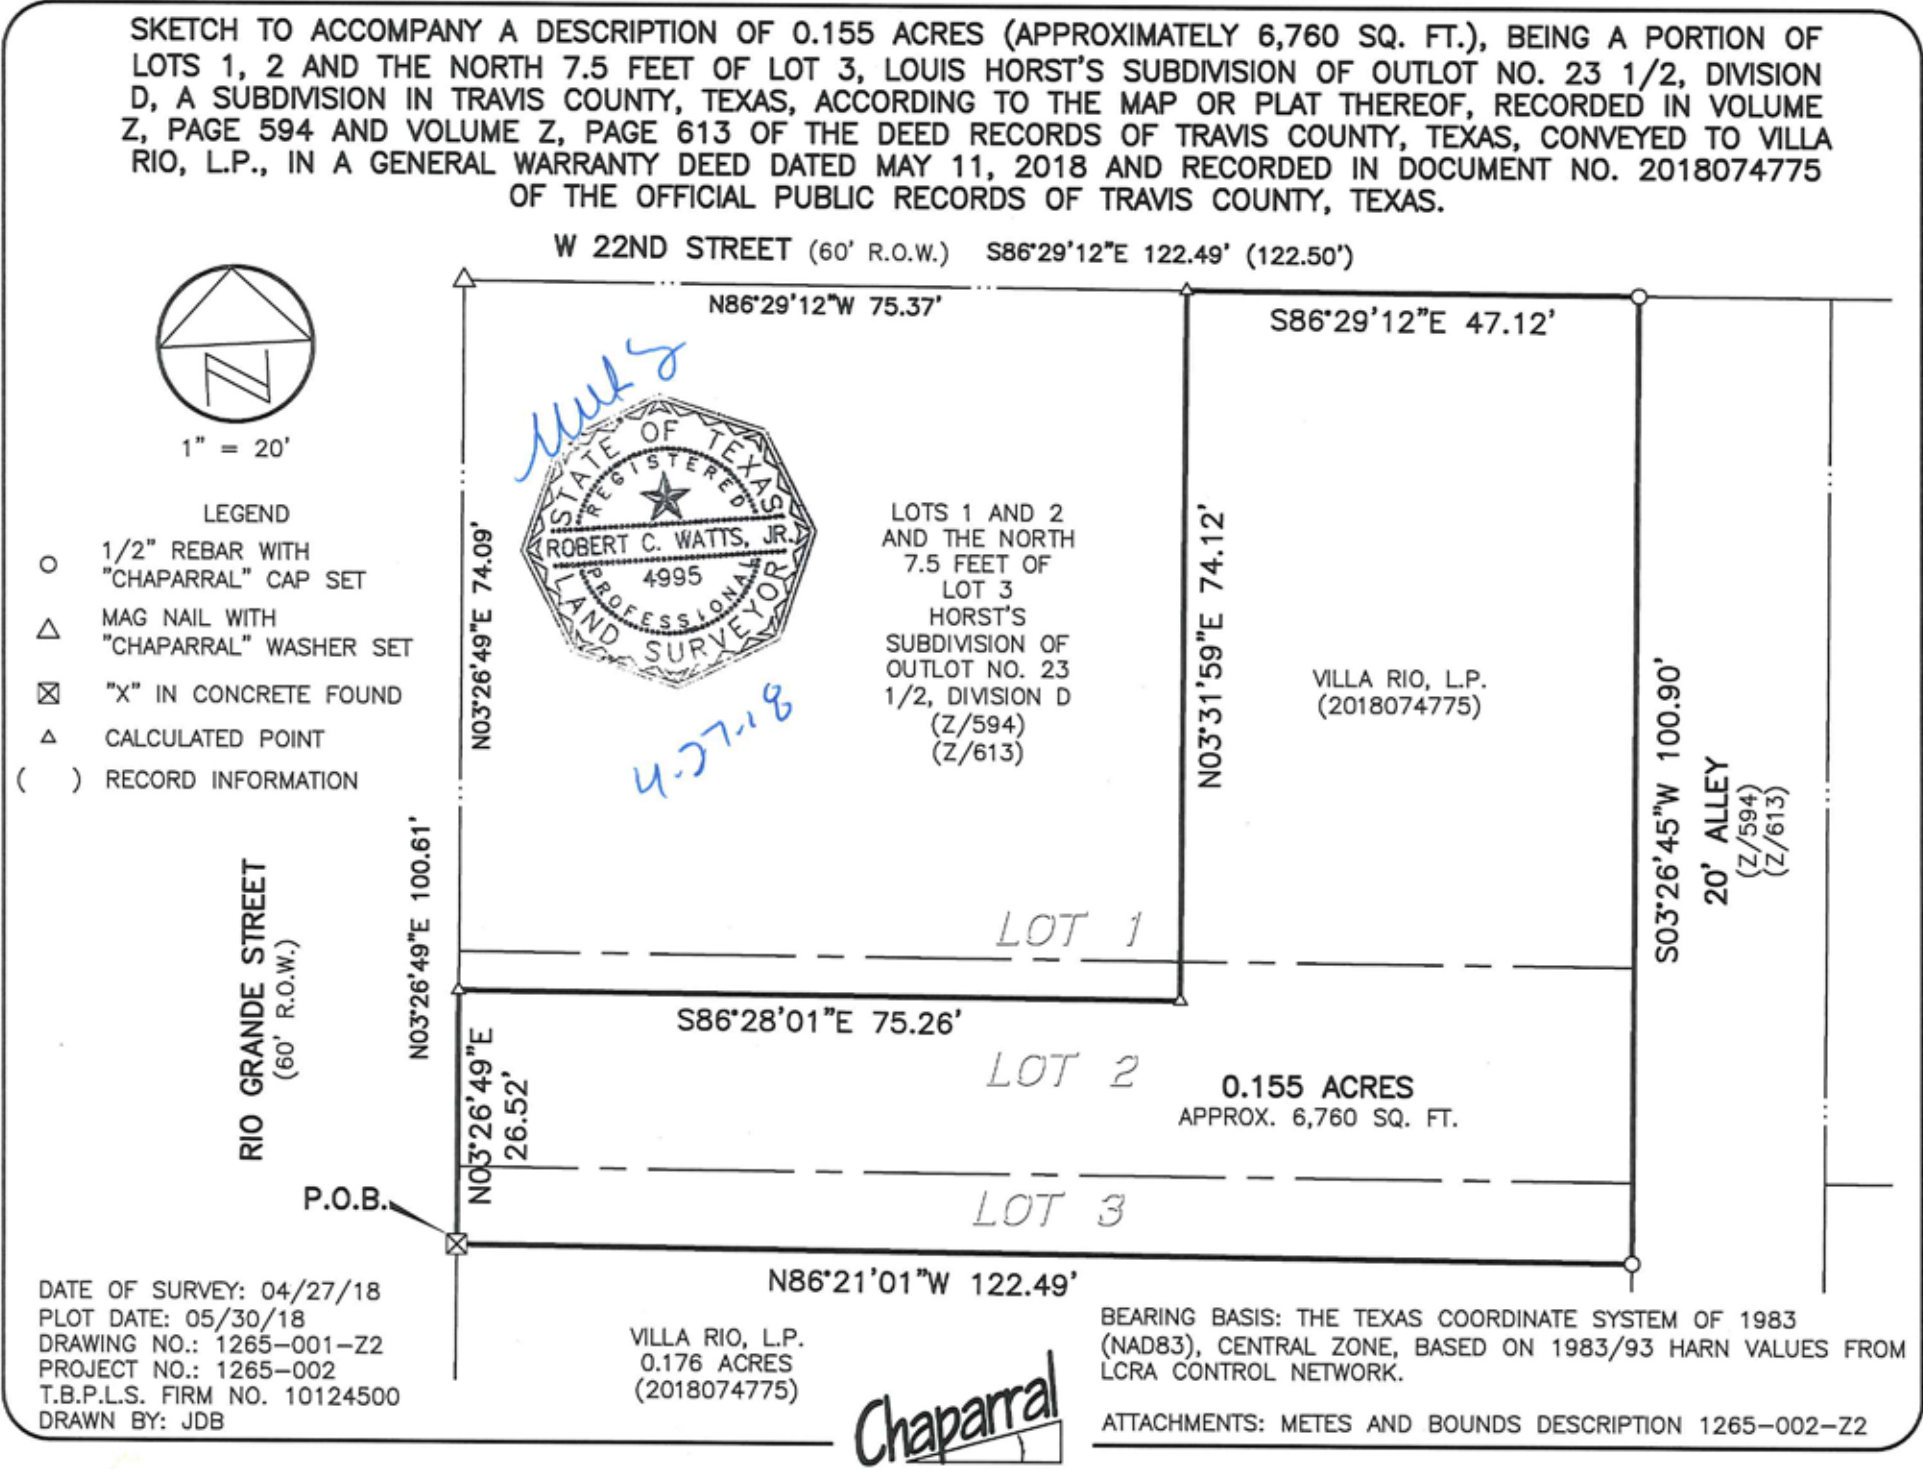 SKETCH TO ACCOMPANY A DESCRIPTION OF 0.155 ACRES (APPROXIMATELY 6,760 SQ. FT.), BEING A PORTION OF
LOTS 1, 2 AND THE NORTH 7.5 FEET OF LOT 3, LOUIS HORST'S SUBDIVISION OF OUTLOT NO. 23 1/2, DIVISION
D, A SUBDIVISION IN TRAVIS COUNTY, TEXAS, ACCORDING TO THE MAP OR PLAT THEREOF, RECORDED IN VOLUME
Z, PAGE 594 AND VOLUME Z, PAGE 613 OF THE DEED RECORDS OF TRAVIS COUNTY, TEXAS, CONVEYED TO VILLA
RIO, L.P., IN A GENERAL WARRANTY DEED DATED MAY 11, 2018 AND RECORDED IN DOCUMENT NO. 2018074775
OF THE OFFICIAL PUBLIC RECORDS OF TRAVIS COUNTY, TEXAS.
W 22ND STREET (60' R.O.W.) S86°29'12"E 122.49' (122.50')
N86°29'12"W 75.37'
S86°29'12"E 47.12'
N
1" = 20'
LEGEND
1/2" REBAR WITH
"CHAPARRAL" CAP SET
MAG NAIL WITH
"CHAPARRAL" WASHER SET
"X" IN CONCRETE FOUND
CALCULATED POINT
( ) RECORD INFORMATION
N03°26'49"E 74.09'
STATE OF TEXAS
REGISTERED
ROBERT C. WATTS, JR.
4995
PROFESSIONAL
LAND SURVEYOR
4-27-18
LOTS 1 AND 2
AND THE NORTH
7.5 FEET OF
LOT 3
HORST'S
SUBDIVISION OF
OUTLOT NO. 23
1/2, DIVISION D
(Z/594)
(Z/613)
N03°31'59"E 74.12'
VILLA RIO, L.P.
(2018074775)
S03°26'45"W 100.90'
20' ALLEY
(Z/594)
(Z/613)
RIO GRANDE STREET
(60' R.O.W.)
N03°26'49"E 100.61'
LOT 1
S86°28'01"E 75.26'
N03°26'49"E
26.52'
LOT 2
0.155 ACRES
APPROX. 6,760 SQ. FT.
P.O.B.
LOT 3
N86°21'01"W 122.49'
DATE OF SURVEY: 04/27/18
PLOT DATE: 05/30/18
DRAWING NO.: 1265-001-Z2
PROJECT NO.: 1265-002
T.B.P.L.S. FIRM NO. 10124500
DRAWN BY: JDB
VILLA RIO, L.P.
0.176 ACRES
(2018074775)
Chaparral
BEARING BASIS: THE TEXAS COORDINATE SYSTEM OF 1983
(NAD83), CENTRAL ZONE, BASED ON 1983/93 HARN VALUES FROM
LCRA CONTROL NETWORK.
ATTACHMENTS: METES AND BOUNDS DESCRIPTION 1265-002-Z2